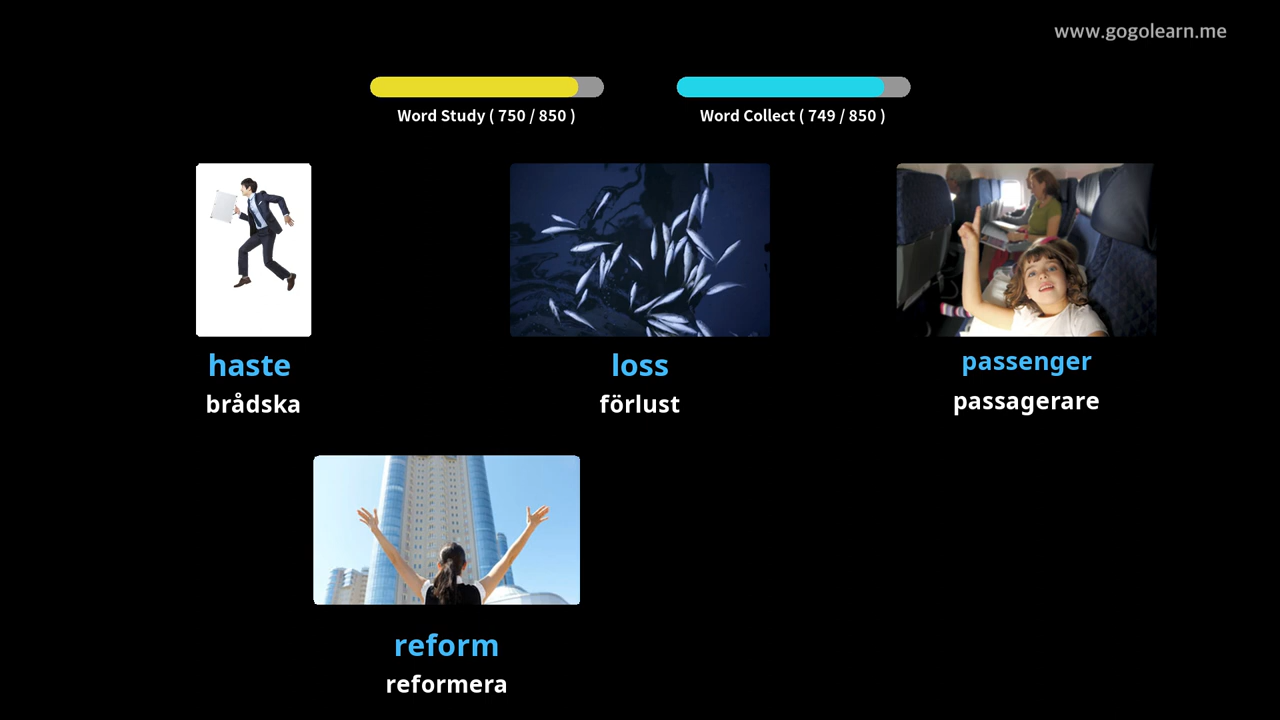 www.gogolearn.me
Word Study ( 750 / 850 )
Word Collect ( 749 / 850 )
haste
brådska
loss
förlust
passenger
passagerare
reform
reformera